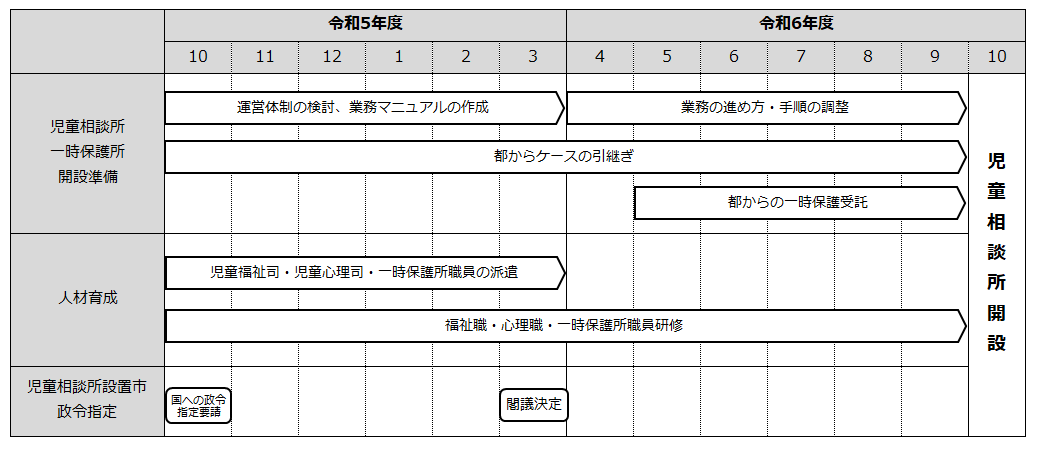 令和5年度
令和6年度
10
11
12
1
2
3
4
5
6
7
8
9
10
児童相談所
一時保護所
開設準備
運営体制の検討、業務マニュアルの作成
業務の進め方・手順の調整
都からケースの引継ぎ
都からの一時保護受託
人材育成
児童福祉司・児童心理司・一時保護所職員の派遣
福祉職・心理職・一時保護所職員研修
児童相談所設置市
政令指定
国への政令
指定要請
閣議決定
児童相談所開設